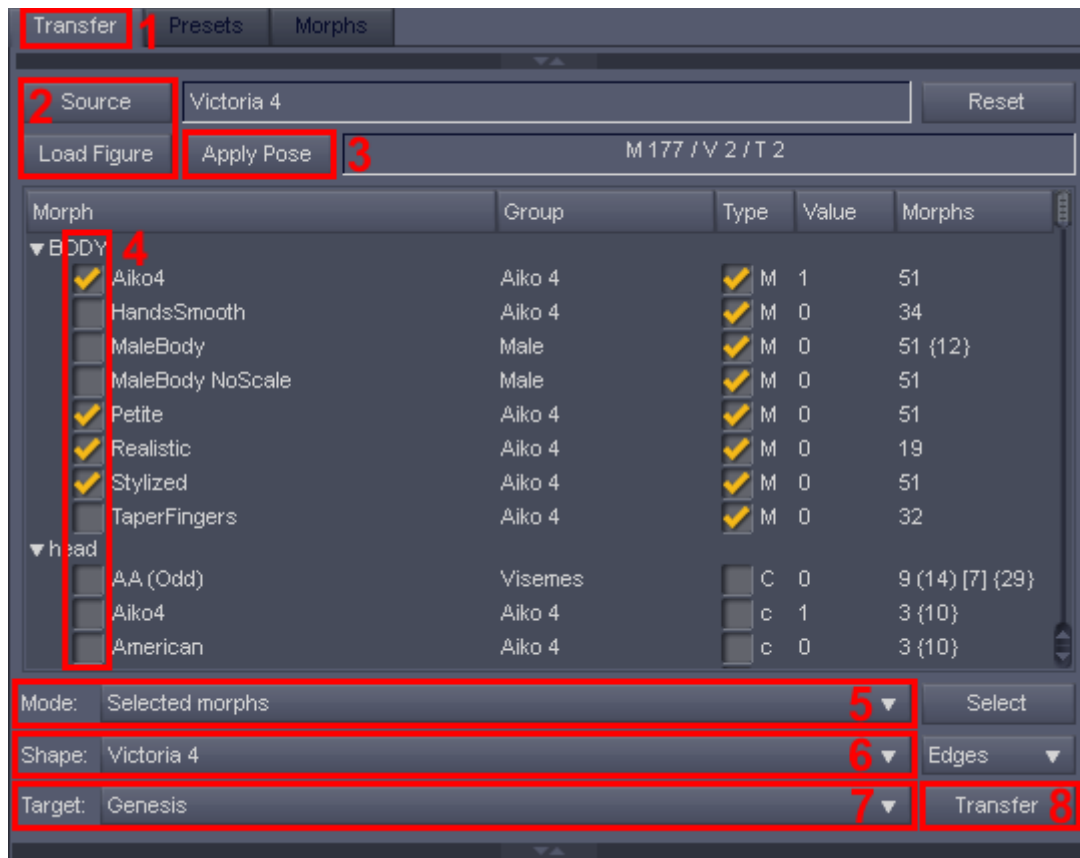 Transfer 1 Presets Morphs
2 Source Victoria 4 Reset
Load Figure Apply Pose 3 M 177 / V 2 / T 2
Morph Group Type Value Morphs
BODY 4
Aiko4 Aiko 4 M 1 51
HandsSmooth Aiko 4 M 0 34
MaleBody Male M 0 51 {12}
MaleBody NoScale Male M 0 51
Petite Aiko 4 M 0 51
Realistic Aiko 4 M 0 19
Stylized Aiko 4 M 0 51
TaperFingers Aiko 4 M 0 32
head
AA (Odd) Visemes C 0 9 (14) [7] {29}
Aiko4 Aiko 4 c 1 3 {10}
American Aiko 4 c 0 3 {10}
Mode: Selected morphs 5 Select
Shape: Victoria 4 6 Edges
Target: Genesis 7 Transfer 8